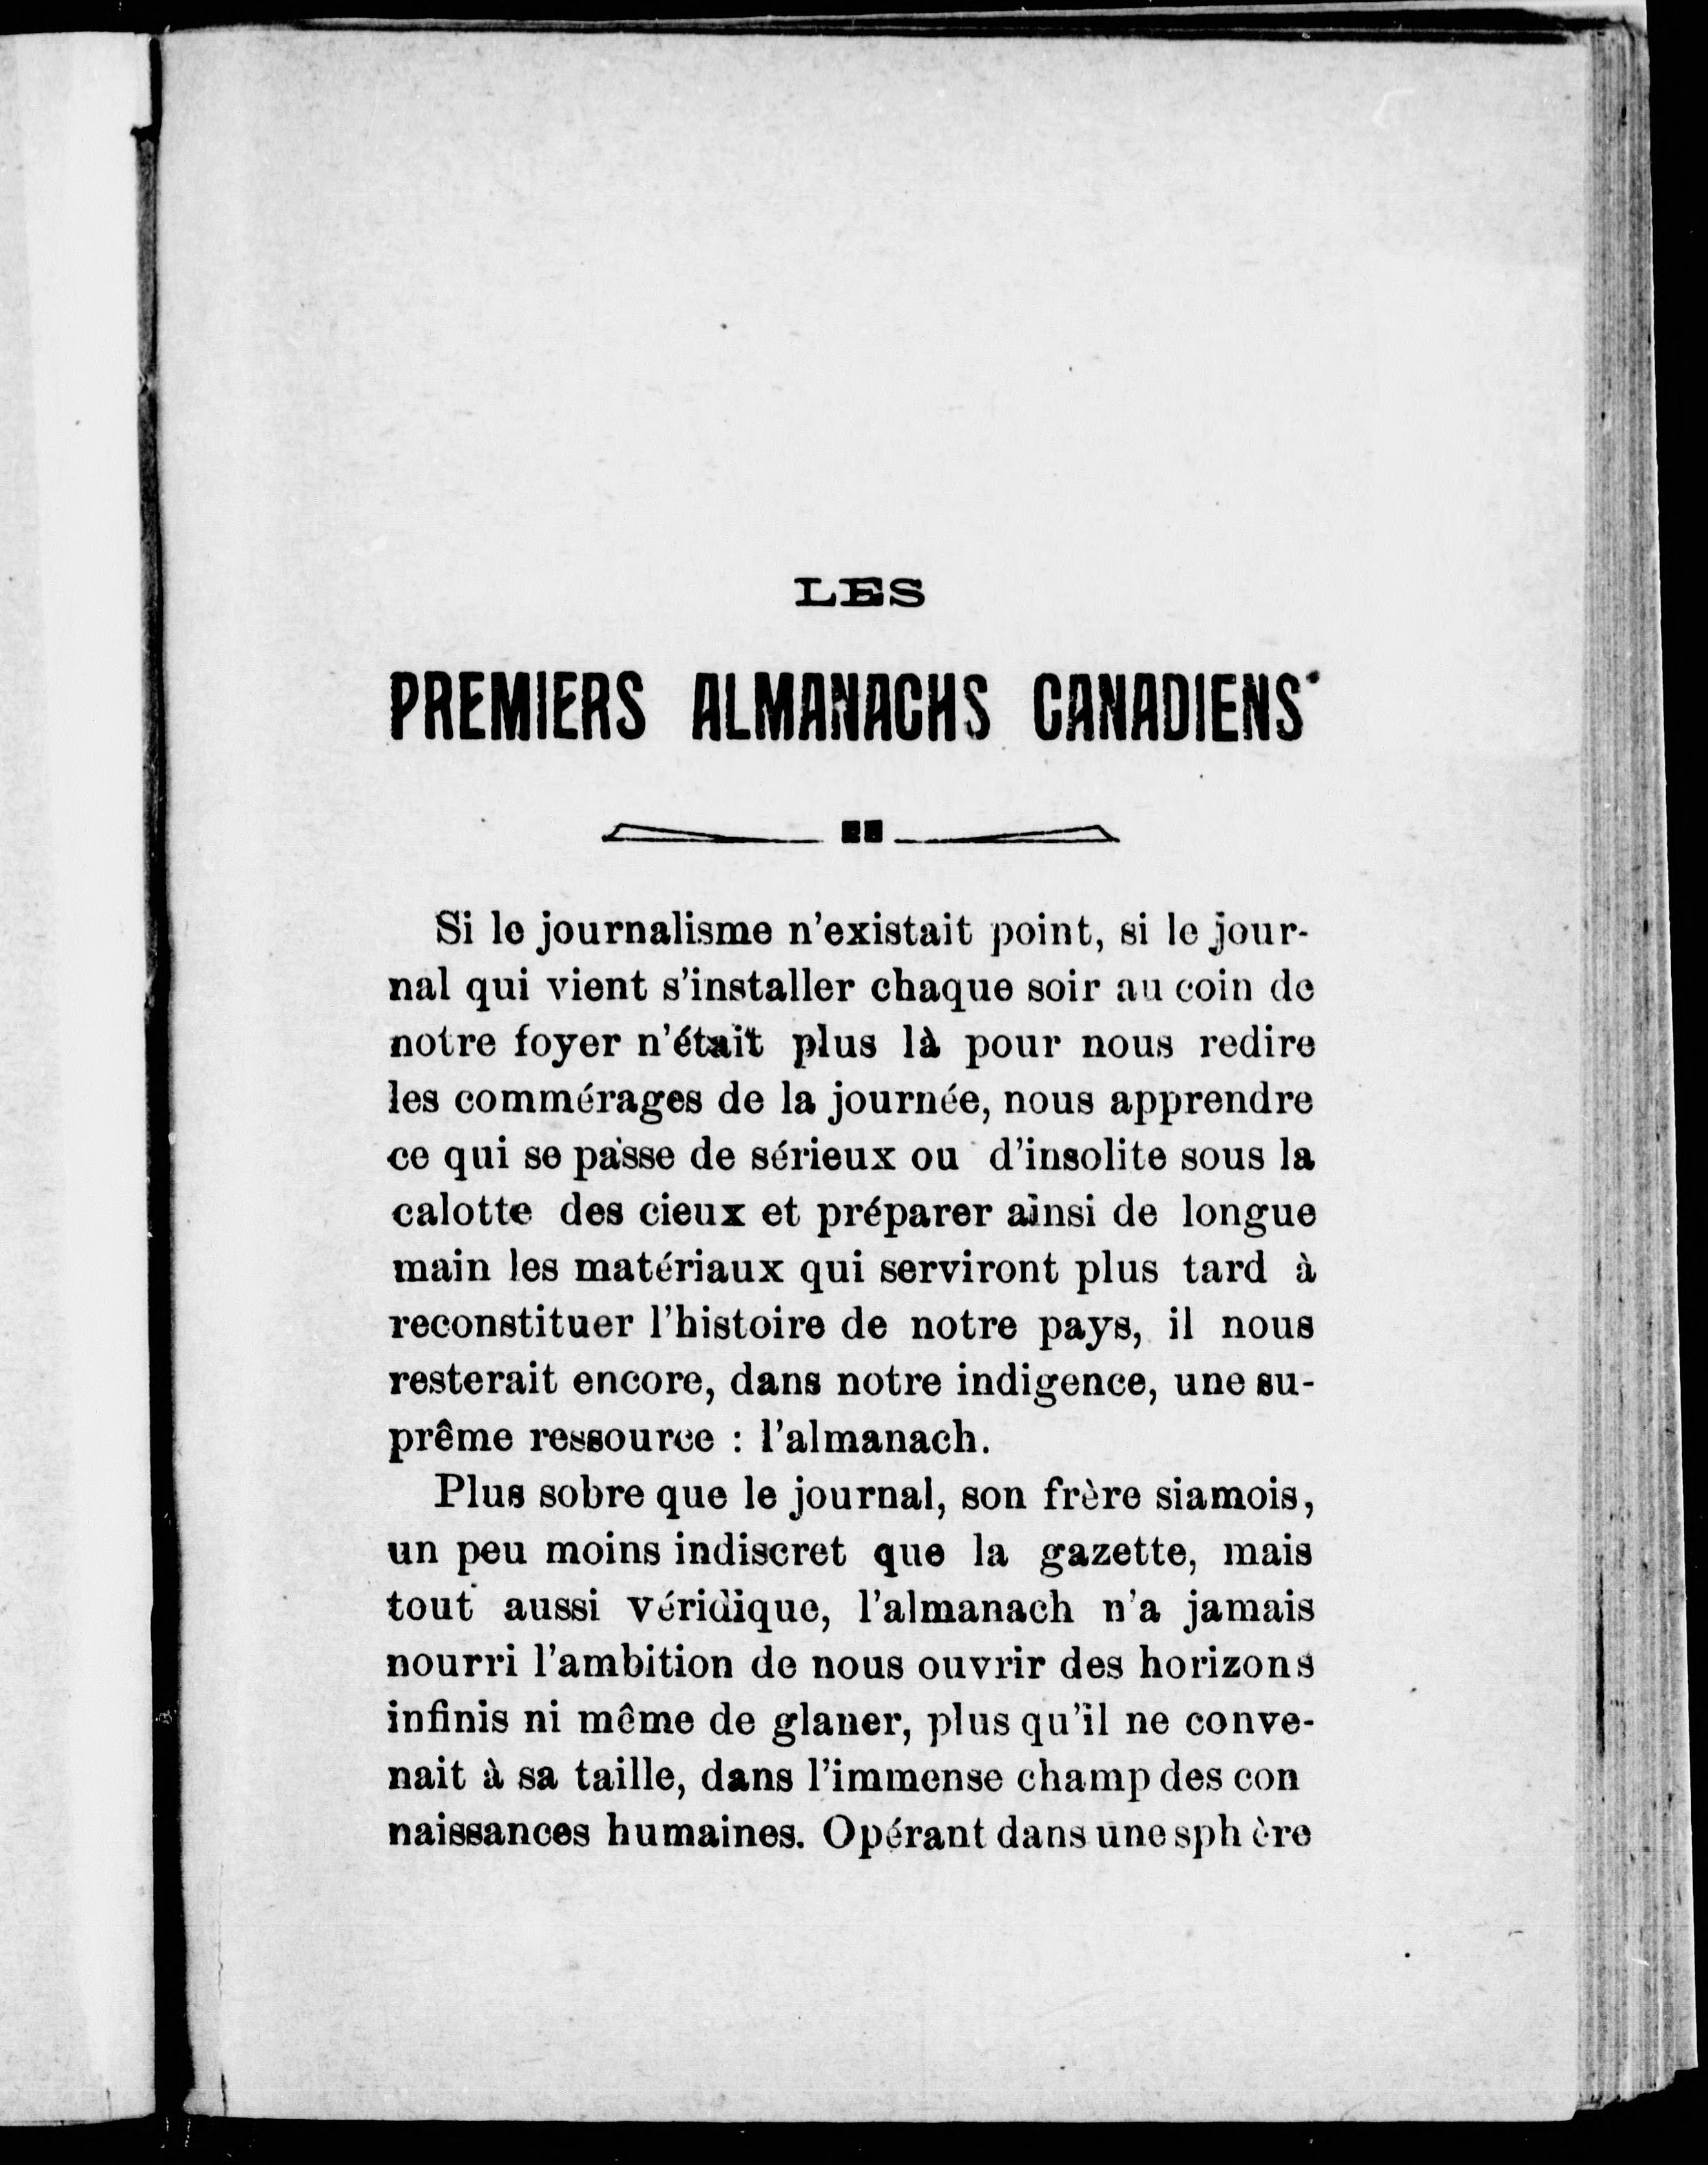 LES
PREMIERS ALMANACHS CANADIENS
Si le journalisme n'existait point, si le jour-
nal qui vient s'installer chaque soir au coin de
notre foyer n'était plus là pour nous redire
les commérages de la journée, nous apprendre
ce qui se passe de sérieux ou d'insolite sous la
calotte des cieux et préparer ainsi de longue
main les matériaux qui serviront plus tard à
reconstituer l'histoire de notre pays, il nous
resterait encore, dans notre indigence, une su-
prême ressource : l'almanach.
Plus sobre que le journal, son frère siamois,
un peu moins indiscret que la gazette, mais
tout aussi véridique, l'almanach n'a jamais
nourri l'ambition de nous ouvrir des horizons
infinis ni même de glaner, plus qu'il ne conve-
nait à sa taille, dans l'immense champ des con
naissances humaines. Opérant dans une sphère